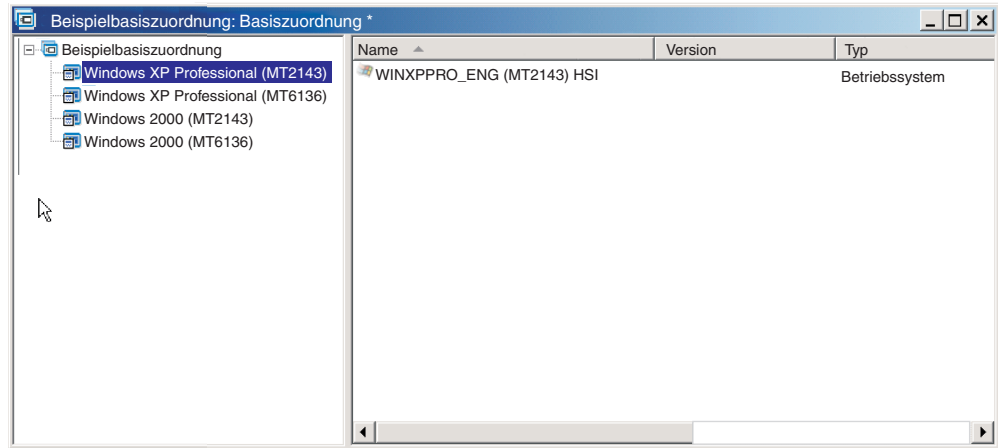 Beispielbasiszuordnung: Basiszuordnung *
Beispielbasiszuordnung
Windows XP Professional (MT2143)
Windows XP Professional (MT6136)
Windows 2000 (MT2143)
Windows 2000 (MT6136)
Name Version Typ
WINXPPRO_ENG (MT2143) HSI Betriebssystem